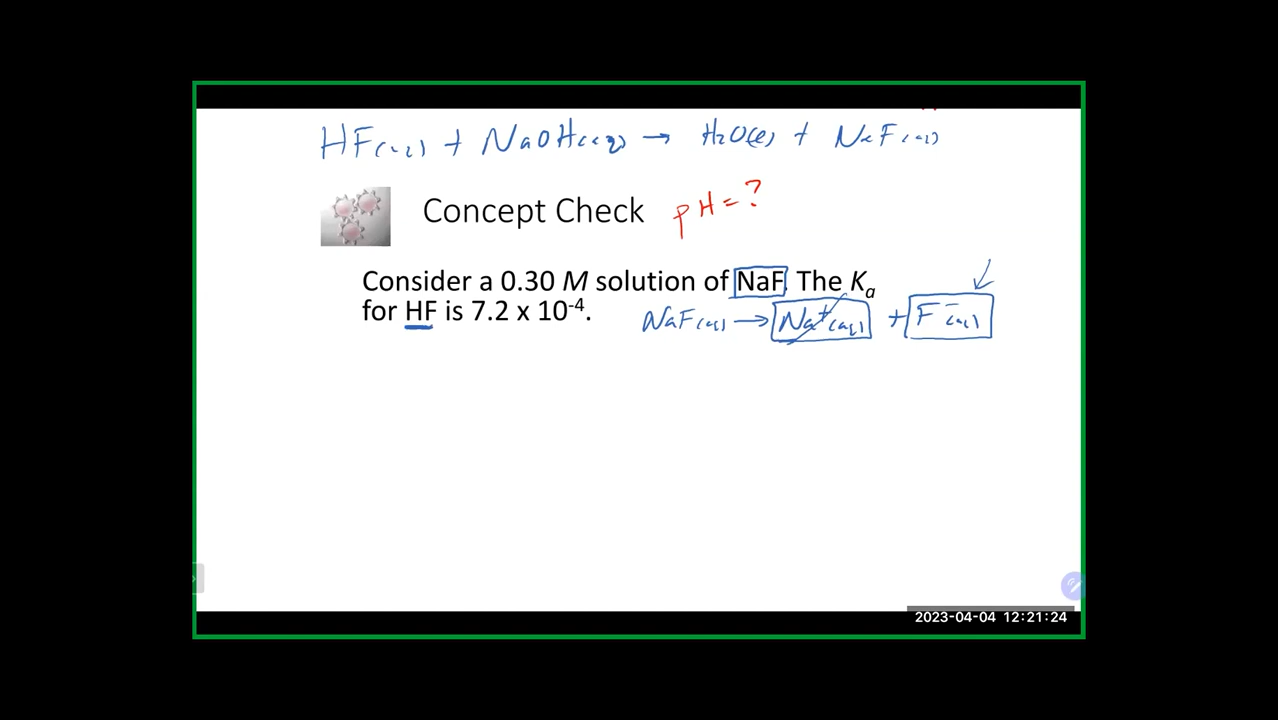 HF(aq) + NaOH(aq) → H2O(l) + NaF(aq)
Concept Check pH = ?
Consider a 0.30 M solution of NaF. The Ka
for HF is 7.2 x 10-4. NaF(aq) → Na+(aq) + F-(aq)
2023-04-04 12:21:24